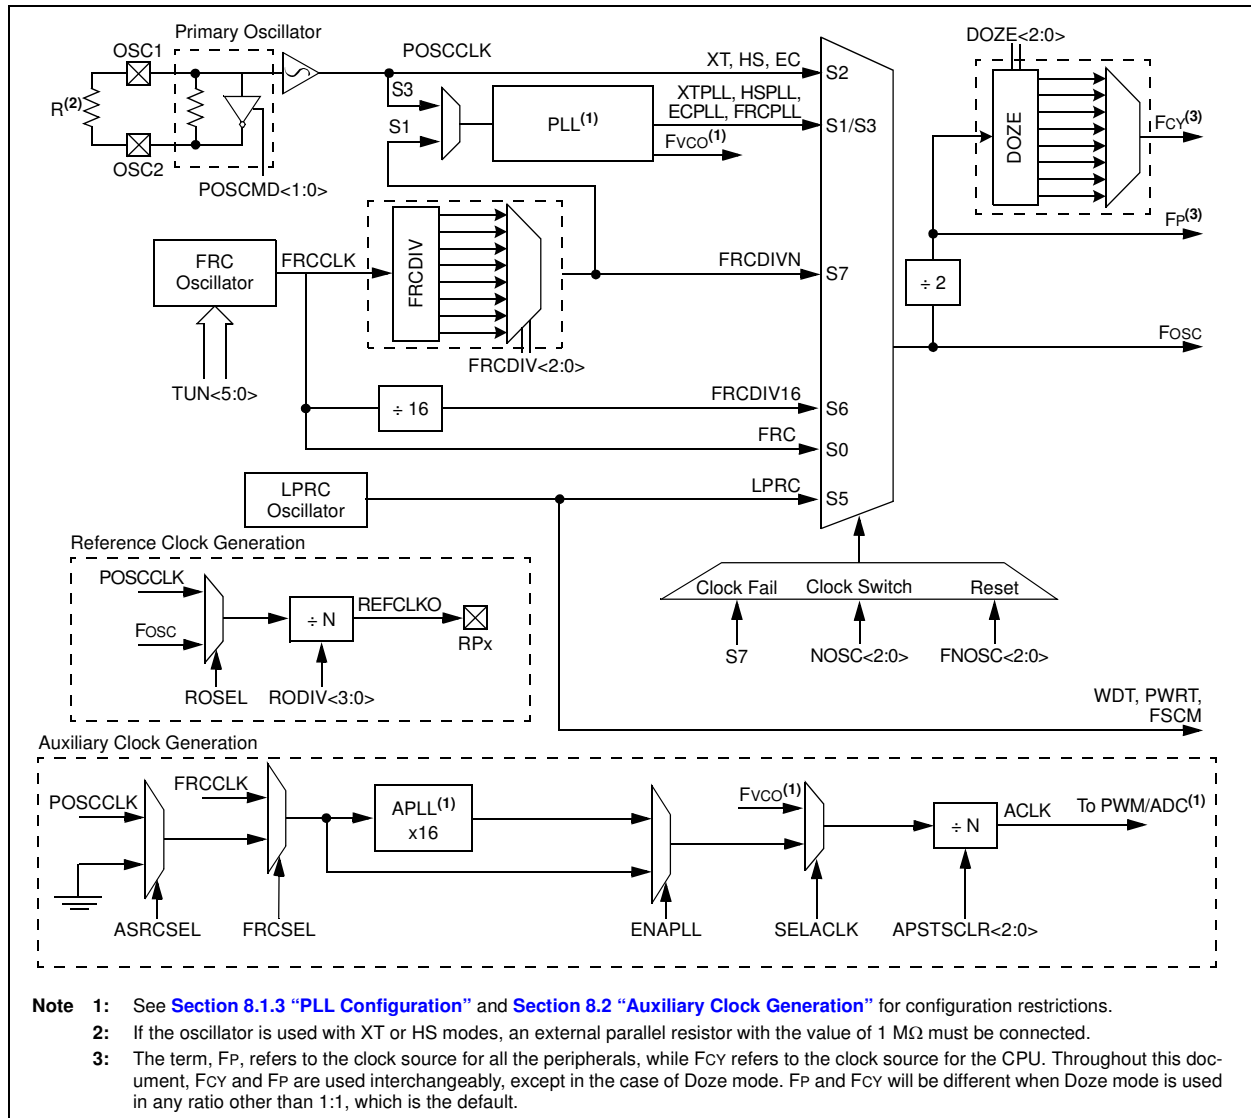 Primary Oscillator
OSC1
R(2)
OSC2
POSCMD<1:0>
POSCCLK
S3
S1
PLL(1)
XT, HS, EC
S2
XTPLL, HSPLL,
ECPLL, FRCPLL
S1/S3
FVCO(1)
DOZE<2:0>
DOZE
FCY(3)
FP(3)
÷ 2
FOSC
FRC
Oscillator
FRCCLK
TUN<5:0>
FRCDIV
FRCDIV<2:0>
FRCDIVN
S7
÷ 16
FRCDIV16
S6
FRC
S0
LPRC
Oscillator
LPRC
S5
Clock Fail
Clock Switch
Reset
S7
NOSC<2:0>
FNOSC<2:0>
WDT, PWRT,
FSCM
Reference Clock Generation
POSCCLK
FOSC
÷ N
REFCLKO
RPx
ROSEL
RODIV<3:0>
Auxiliary Clock Generation
POSCCLK
FRCCLK
APLL(1)
x16
FVCO(1)
÷ N
ACLK
To PWM/ADC(1)
ASRCSEL
FRCSEL
ENAPLL
SELACLK
APSTSCLR<2:0>
Note 1: See Section 8.1.3 “PLL Configuration” and Section 8.2 “Auxiliary Clock Generation” for configuration restrictions.
2: If the oscillator is used with XT or HS modes, an external parallel resistor with the value of 1 MΩ must be connected.
3: The term, FP, refers to the clock source for all the peripherals, while FCY refers to the clock source for the CPU. Throughout this doc-
ument, FCY and FP are used interchangeably, except in the case of Doze mode. FP and FCY will be different when Doze mode is used
in any ratio other than 1:1, which is the default.